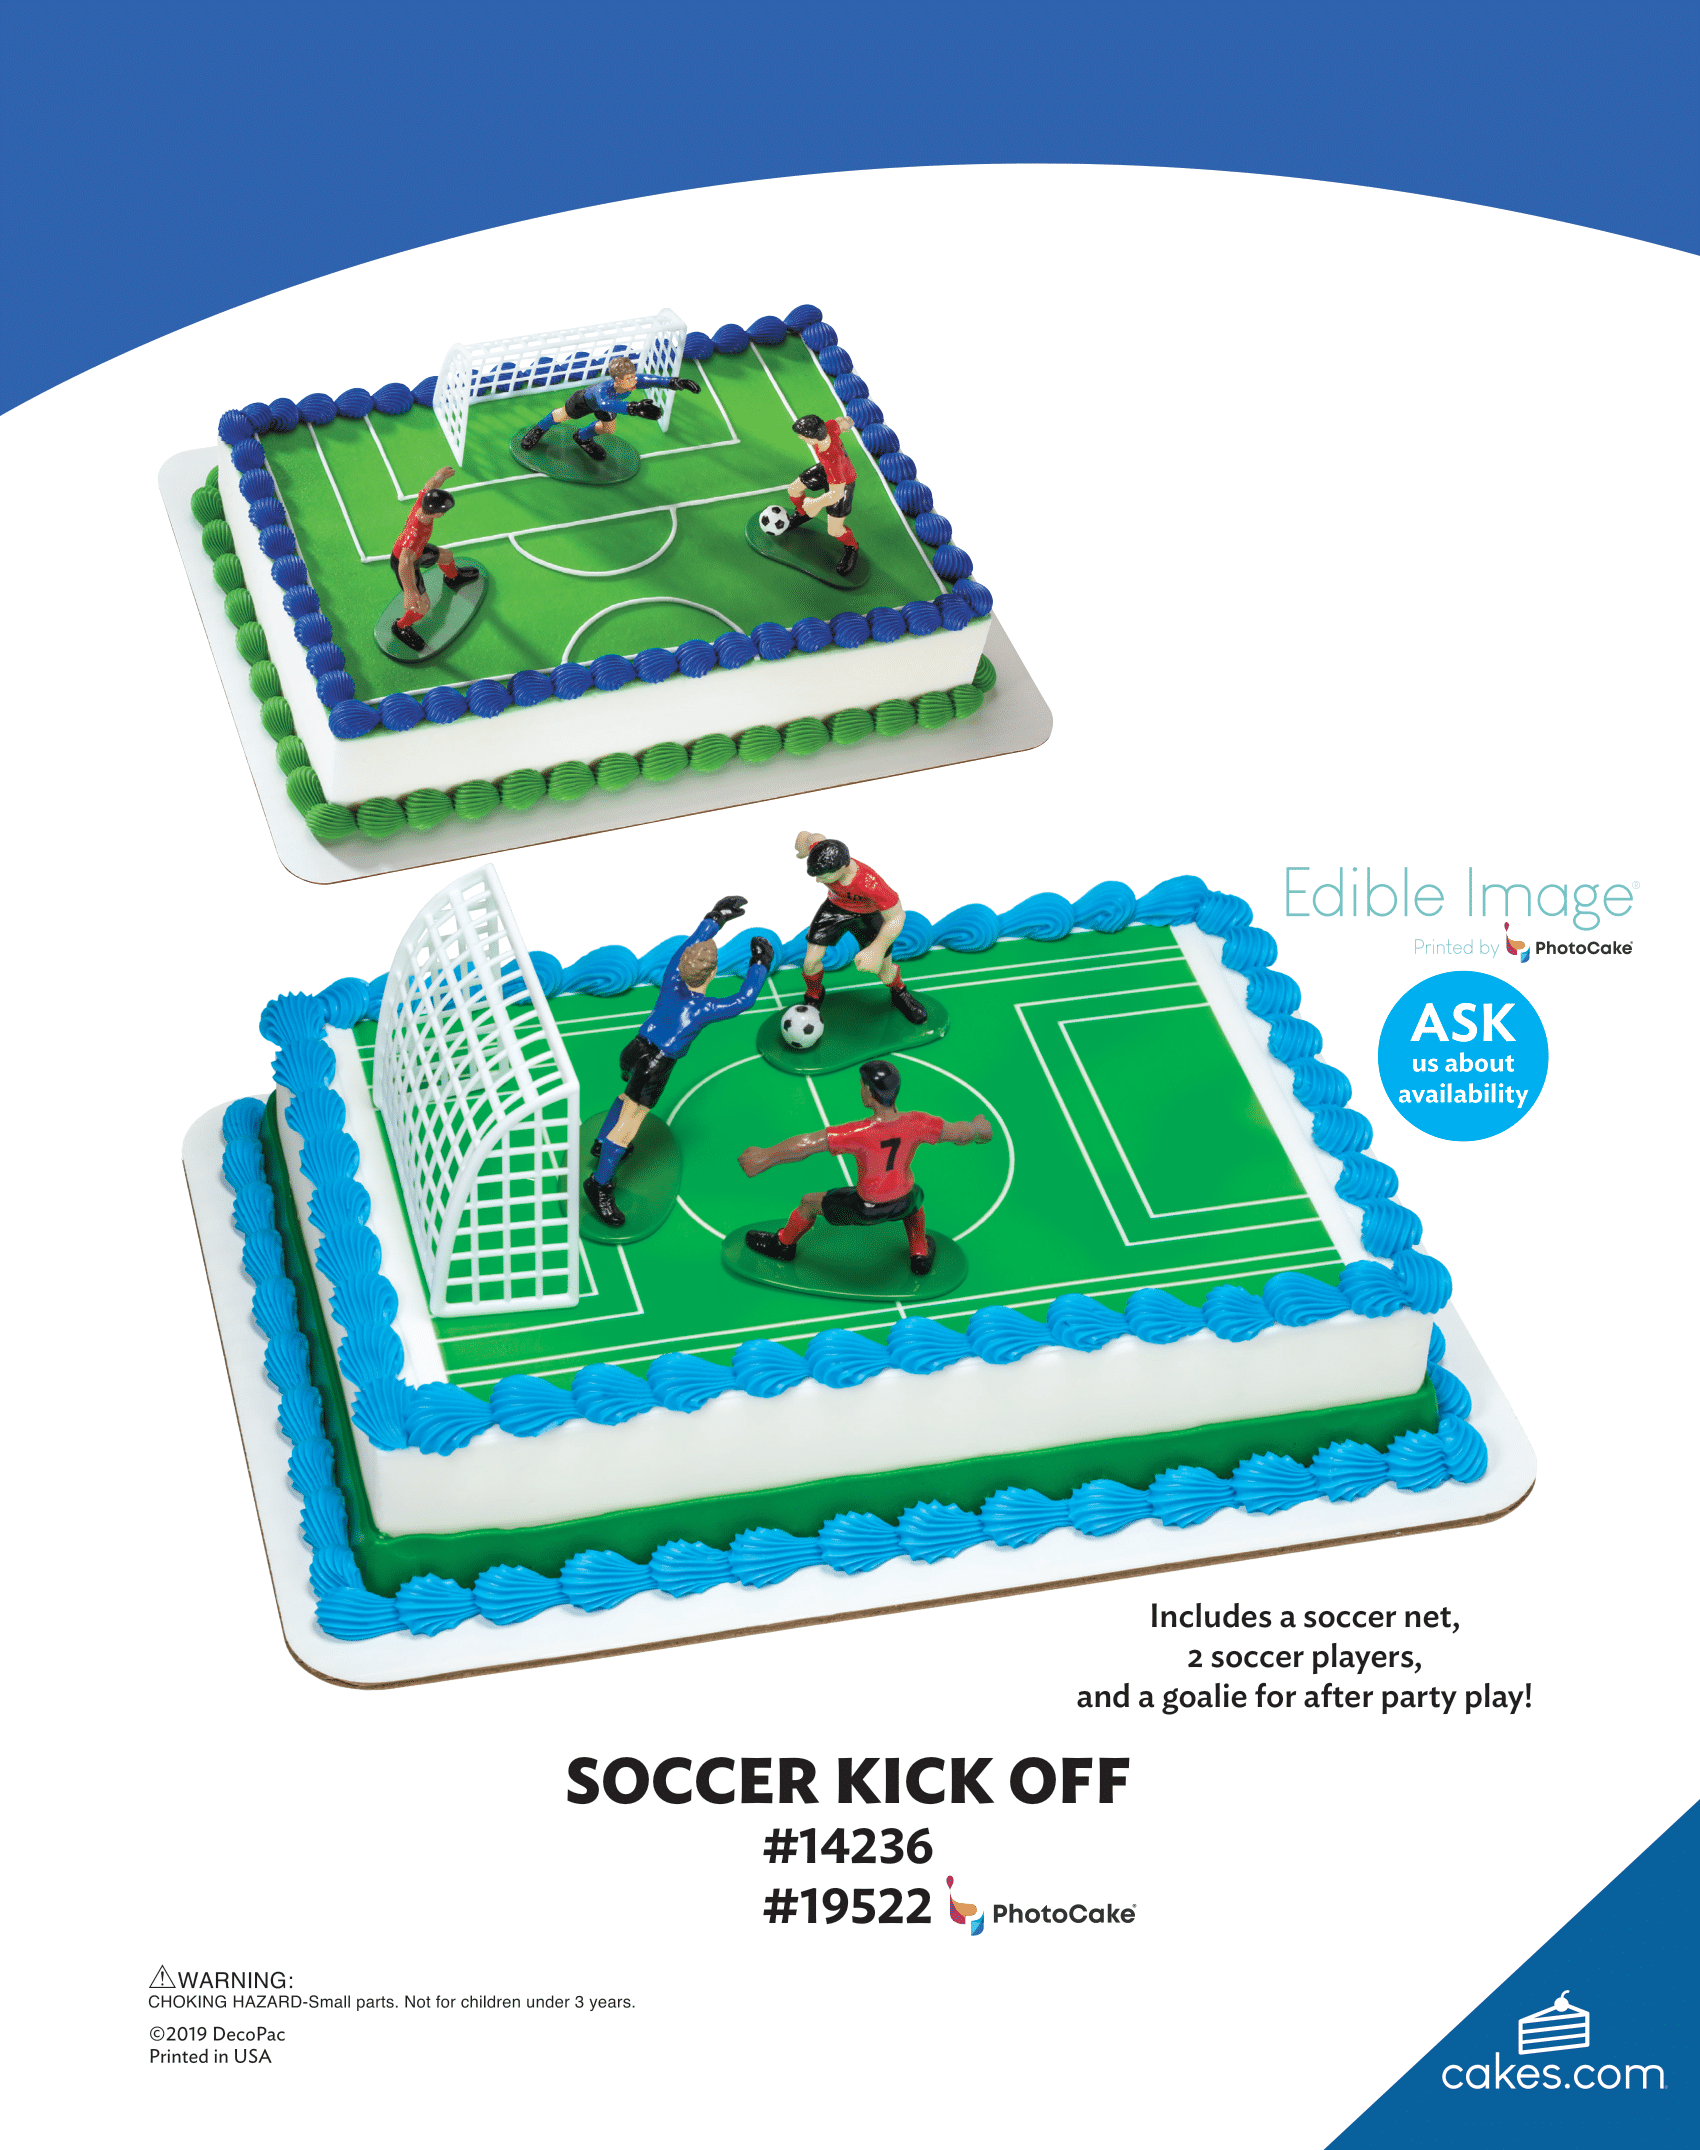 Edible Image®
Printed by PhotoCake®
ASK
us about
availability
7
Includes a soccer net,
2 soccer players,
and a goalie for after party play!
SOCCER KICK OFF
#14236
#19522 PhotoCake®
⚠WARNING:
CHOKING HAZARD-Small parts. Not for children under 3 years.
©2019 DecoPac
Printed in USA
cakes.com